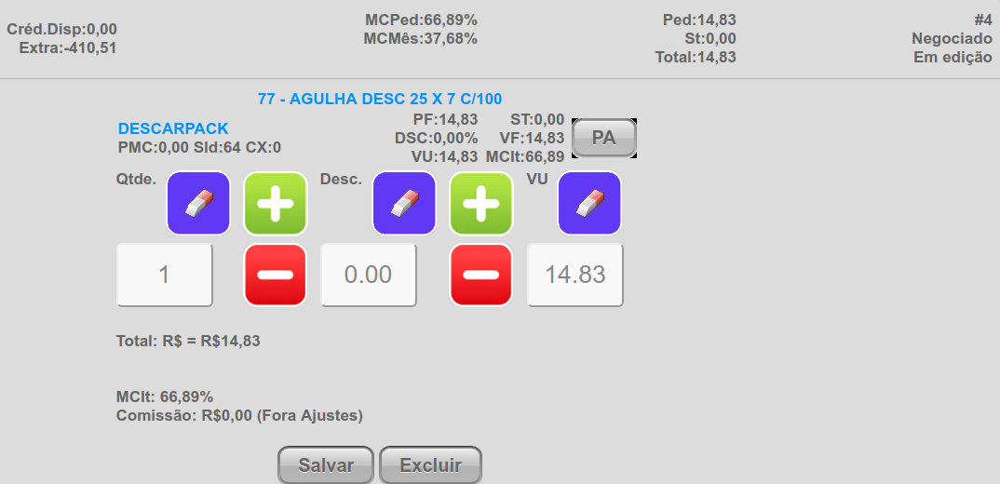 Créd.Disp:0,00
Extra:-410,51
MCPed:66,89%
MCMês:37,68%
Ped:14,83
St:0,00
Total:14,83
#4
Negociado
Em edição
77 - AGULHA DESC 25 X 7 C/100
DESCARPACK
PMC:0,00 Sld:64 CX:0
PF:14,83 ST:0,00
DSC:0,00% VF:14,83
VU:14,83 MCIt:66,89
PA
Qtde. Desc. VU
1 0.00 14.83
Total: R$ = R$14,83
MCIt: 66,89%
Comissão: R$0,00 (Fora Ajustes)
Salvar Excluir